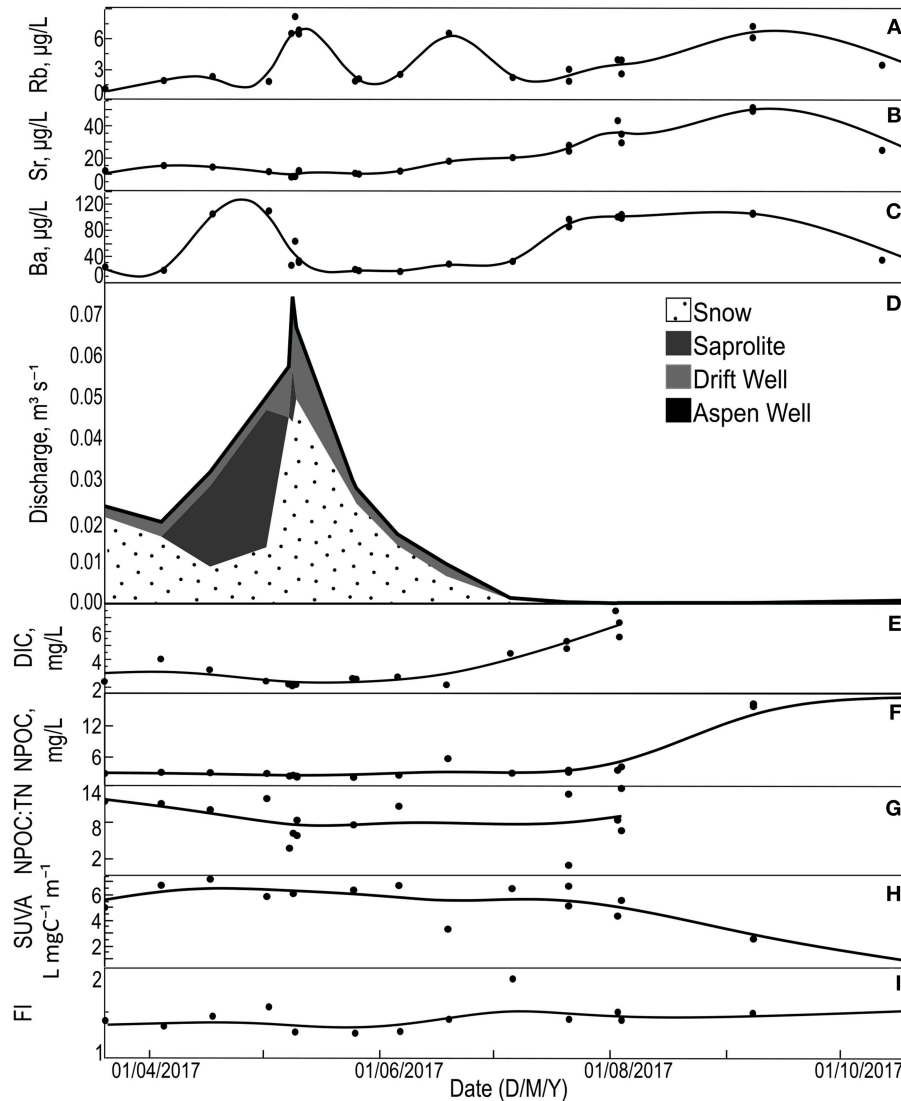 A
Rb, µg/L
6
3
0
B
Sr, µg/L
40
20
0
C
Ba, µg/L
120
80
40
0
D
Discharge, m³ s⁻¹
0.07
0.06
0.05
0.04
0.03
0.02
0.01
0.00
Snow
Saprolite
Drift Well
Aspen Well
E
DIC,
mg/L
6
4
2
F
NPOC,
mg/L
12
6
G
NPOC:TN
14
8
2
H
SUVA
L mgC⁻¹ m⁻¹
6
4
2
I
FI
2
1
01/04/2017
01/06/2017
01/08/2017
01/10/2017
Date (D/M/Y)